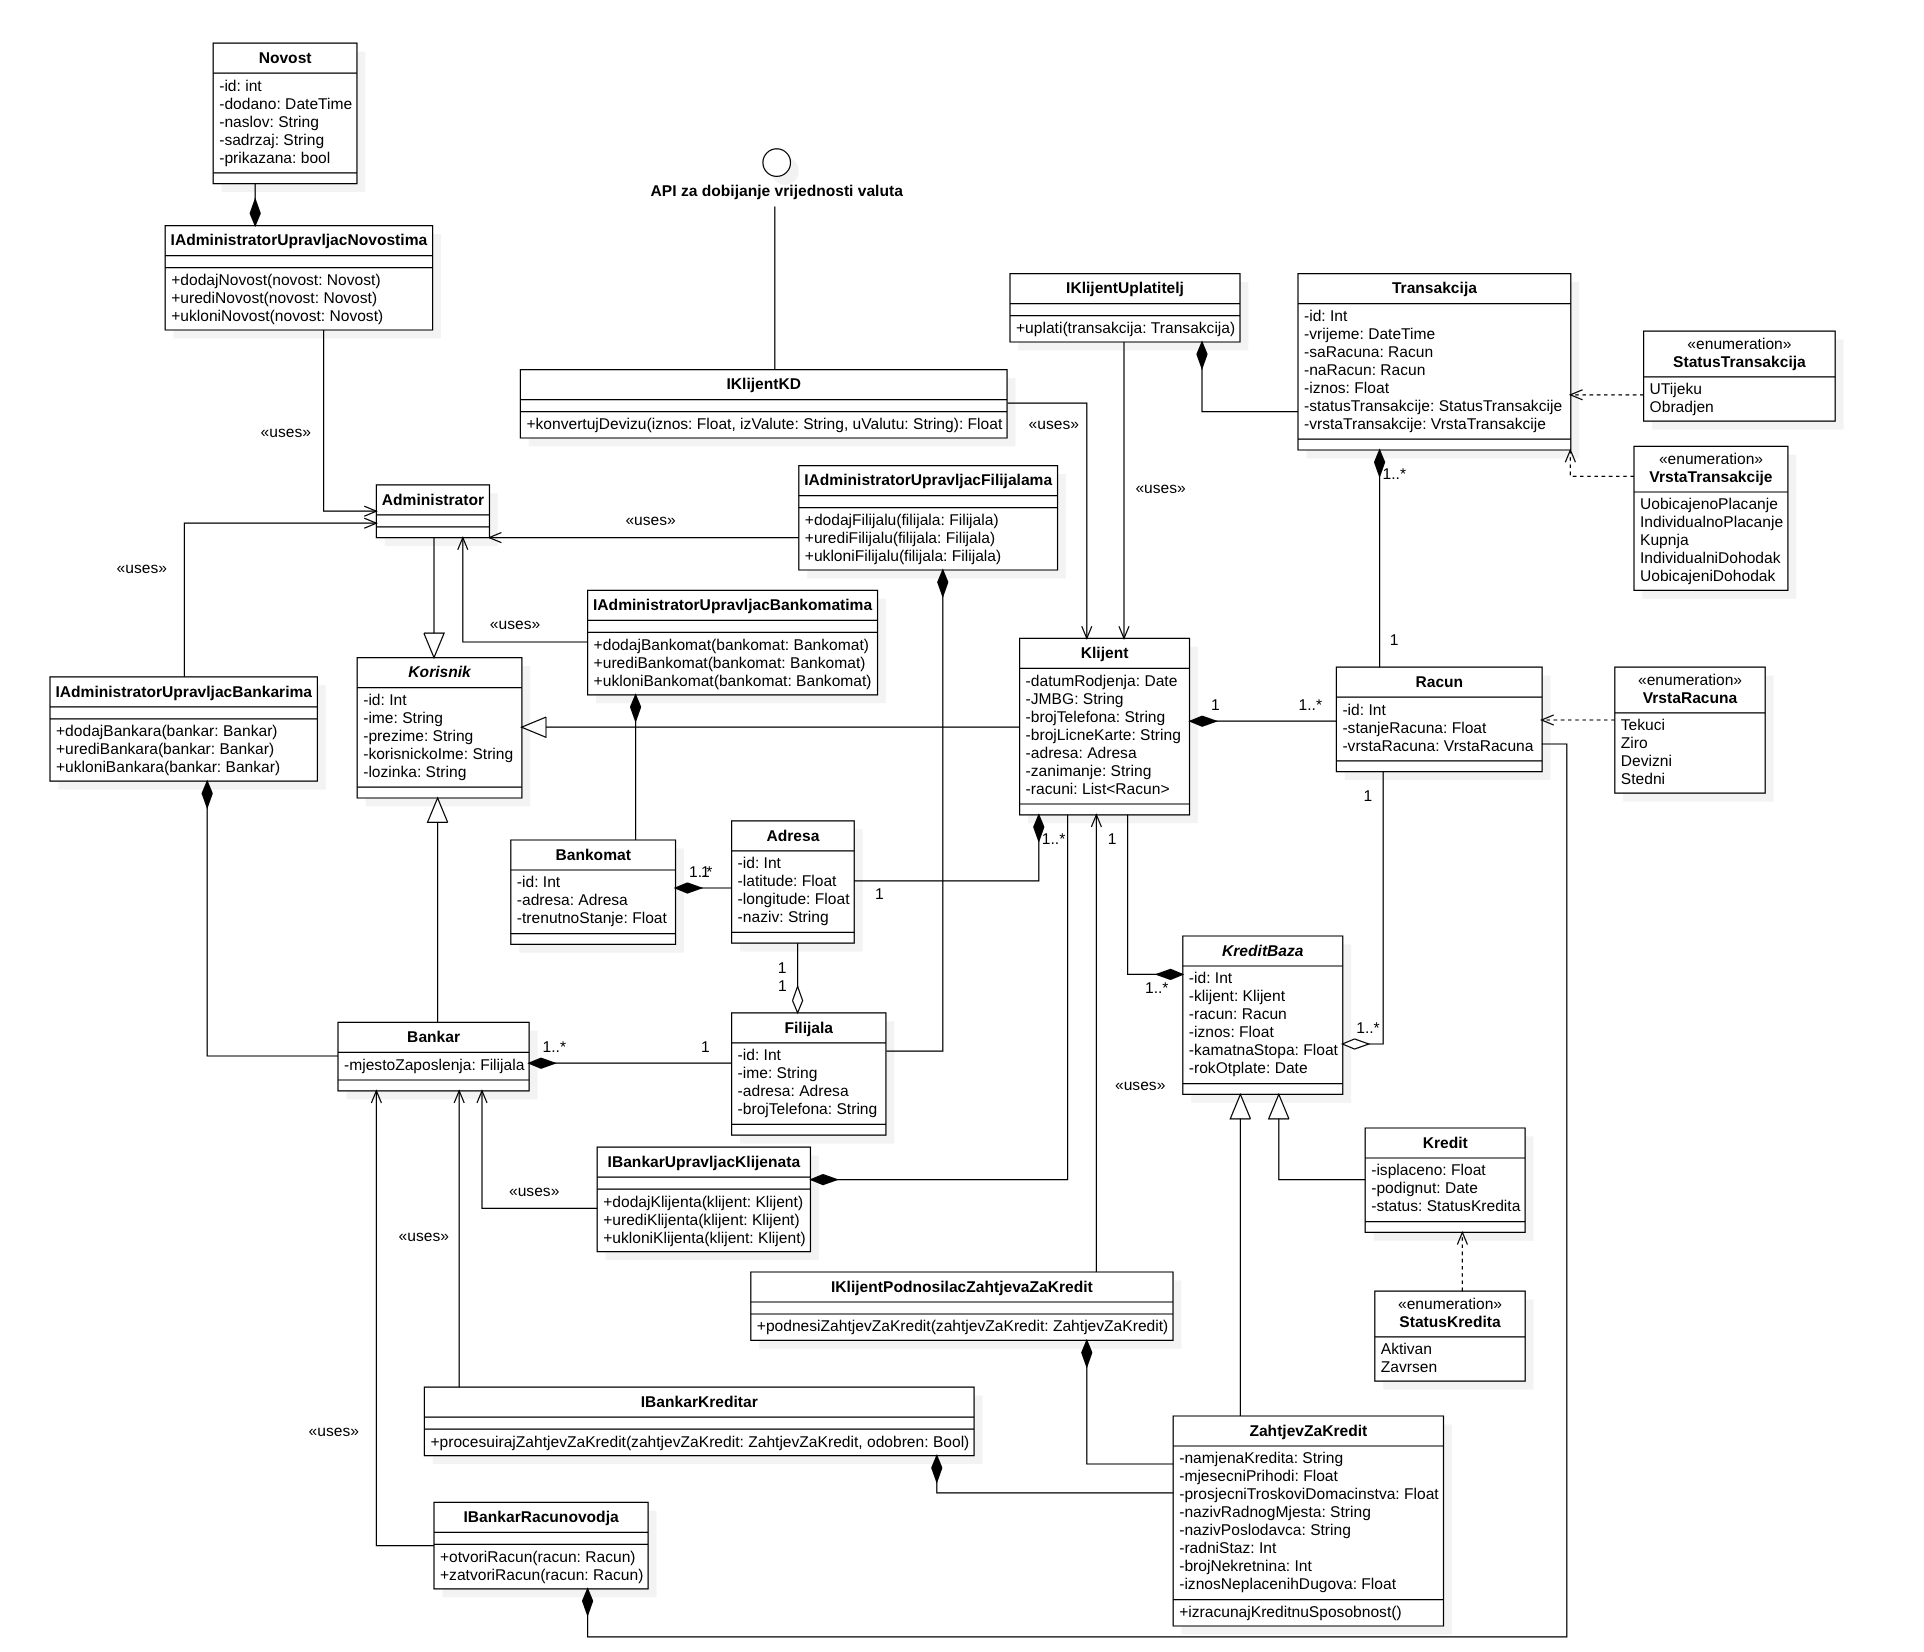 Novost
-id: int
-dodano: DateTime
-naslov: String
-sadrzaj: String
-prikazana: bool
API za dobijanje vrijednosti valuta
IAdministratorUpravljacNovostima
+dodajNovost(novost: Novost)
+urediNovost(novost: Novost)
+ukloniNovost(novost: Novost)
«uses»
IKlijentKD
+konvertujDevizu(iznos: Float, izValute: String, uValutu: String): Float
«uses»
IKlijentUplatitelj
+uplati(transakcija: Transakcija)
«uses»
Transakcija
-id: Int
-vrijeme: DateTime
-saRacuna: Racun
-naRacun: Racun
-iznos: Float
-statusTransakcije: StatusTransakcije
-vrstaTransakcije: VrstaTransakcije
1..*
1
«enumeration»
StatusTransakcija
UTijeku
Obradjen
«enumeration»
VrstaTransakcije
UobicajenoPlacanje
IndividualnoPlacanje
Kupnja
IndividualniDohodak
UobicajeniDohodak
Administrator
«uses»
IAdministratorUpravljacFilijalama
+dodajFilijalu(filijala: Filijala)
+urediFilijalu(filijala: Filijala)
+ukloniFilijalu(filijala: Filijala)
«uses»
«uses»
IAdministratorUpravljacBankomatima
+dodajBankomat(bankomat: Bankomat)
+urediBankomat(bankomat: Bankomat)
+ukloniBankomat(bankomat: Bankomat)
IAdministratorUpravljacBankarima
+dodajBankara(bankar: Bankar)
+urediBankara(bankar: Bankar)
+ukloniBankara(bankar: Bankar)
Korisnik
-id: Int
-ime: String
-prezime: String
-korisnickoIme: String
-lozinka: String
Klijent
-datumRodjenja: Date
-JMBG: String
-brojTelefona: String
-brojLicneKarte: String
-adresa: Adresa
-zanimanje: String
-racuni: List<Racun>
1
1..*
Racun
-id: Int
-stanjeRacuna: Float
-vrstaRacuna: VrstaRacuna
1
«enumeration»
VrstaRacuna
Tekuci
Ziro
Devizni
Stedni
Bankomat
-id: Int
-adresa: Adresa
-trenutnoStanje: Float
1..*
1
Adresa
-id: Int
-latitude: Float
-longitude: Float
-naziv: String
1
1..*
1
1
1
KreditBaza
-id: Int
-klijent: Klijent
-racun: Racun
-iznos: Float
-kamatnaStopa: Float
-rokOtplate: Date
1..*
1..*
Bankar
-mjestoZaposlenja: Filijala
1..*
1
Filijala
-id: Int
-ime: String
-adresa: Adresa
-brojTelefona: String
«uses»
Kredit
-isplaceno: Float
-podignut: Date
-status: StatusKredita
IBankarUpravljacKlijenata
+dodajKlijenta(klijent: Klijent)
+urediKlijenta(klijent: Klijent)
+ukloniKlijenta(klijent: Klijent)
«uses»
«uses»
IKlijentPodnosilacZahtjevaZaKredit
+podnesiZahtjevZaKredit(zahtjevZaKredit: ZahtjevZaKredit)
«enumeration»
StatusKredita
Aktivan
Zavrsen
IBankarKreditar
+procesuirajZahtjevZaKredit(zahtjevZaKredit: ZahtjevZaKredit, odobren: Bool)
«uses»
ZahtjevZaKredit
-namjenaKredita: String
-mjesecniPrihodi: Float
-prosjecniTroskoviDomacinstva: Float
-nazivRadnogMjesta: String
-nazivPoslodavca: String
-radniStaz: Int
-brojNekretnina: Int
-iznosNeplacenihDugova: Float
+izracunajKreditnuSposobnost()
IBankarRacunovodja
+otvoriRacun(racun: Racun)
+zatvoriRacun(racun: Racun)